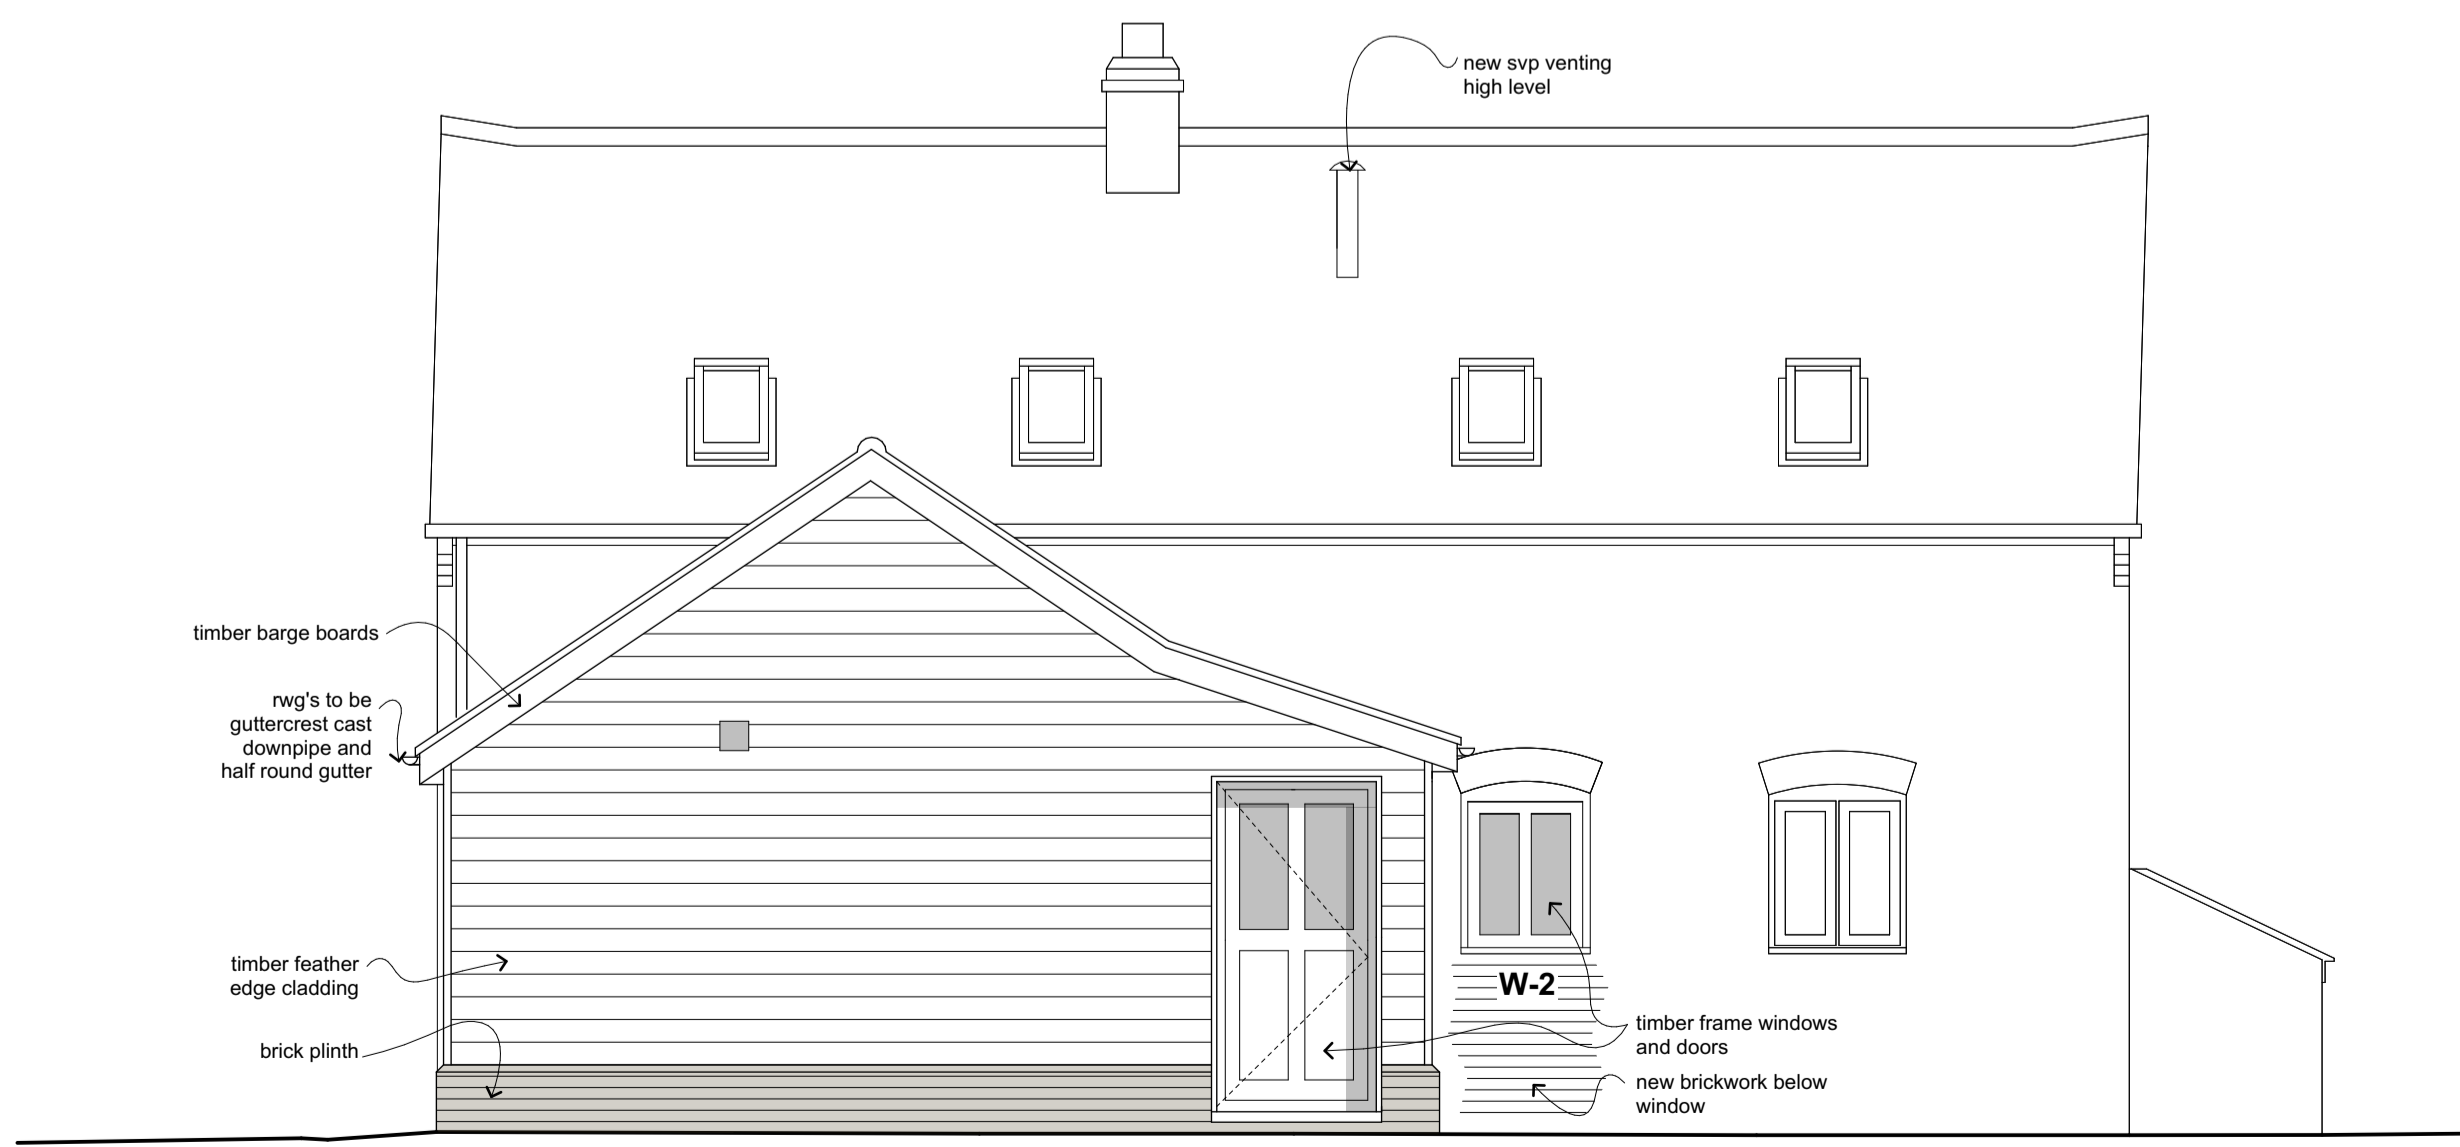 new svp venting
high level
timber barge boards
rwg's to be
guttercrest cast
downpipe and
half round gutter
timber feather
edge cladding
brick plinth
W-2
timber frame windows
and doors
new brickwork below
window